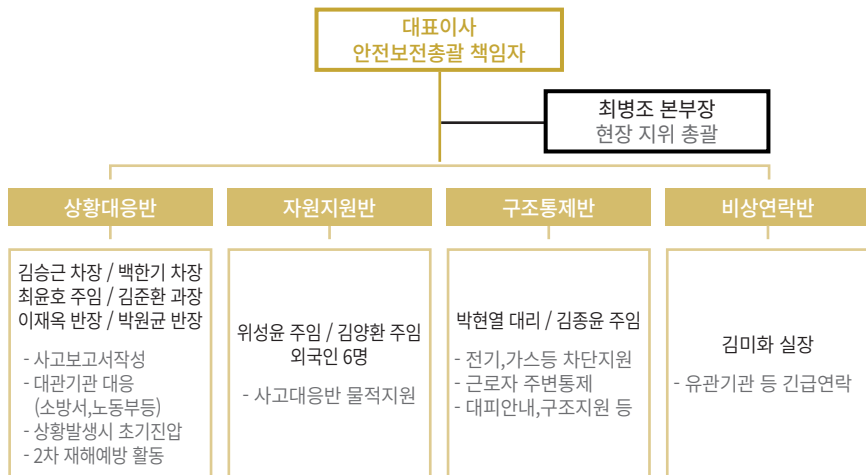 대표이사
안전보전총괄 책임자
최병조 본부장
현장 지위 총괄
상황대응반
자원지원반
구조통제반
비상연락반
김승근 차장 / 백한기 차장
최윤호 주임 / 김준환 과장
이재옥 반장 / 박원균 반장
- 사고보고서작성
- 대관기관 대응
(소방서,노동부등)
- 상황발생시 초기진압
- 2차 재해예방 활동
위성윤 주임 / 김양환 주임
외국인 6명
- 사고대응반 물적지원
박현열 대리 / 김종윤 주임
- 전기,가스등 차단지원
- 근로자 주변통제
- 대피안내,구조지원 등
김미화 실장
- 유관기관 등 긴급연락